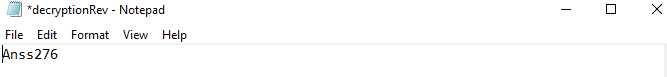 *decryptionRev - Notepad
File Edit Format View Help
Anss276